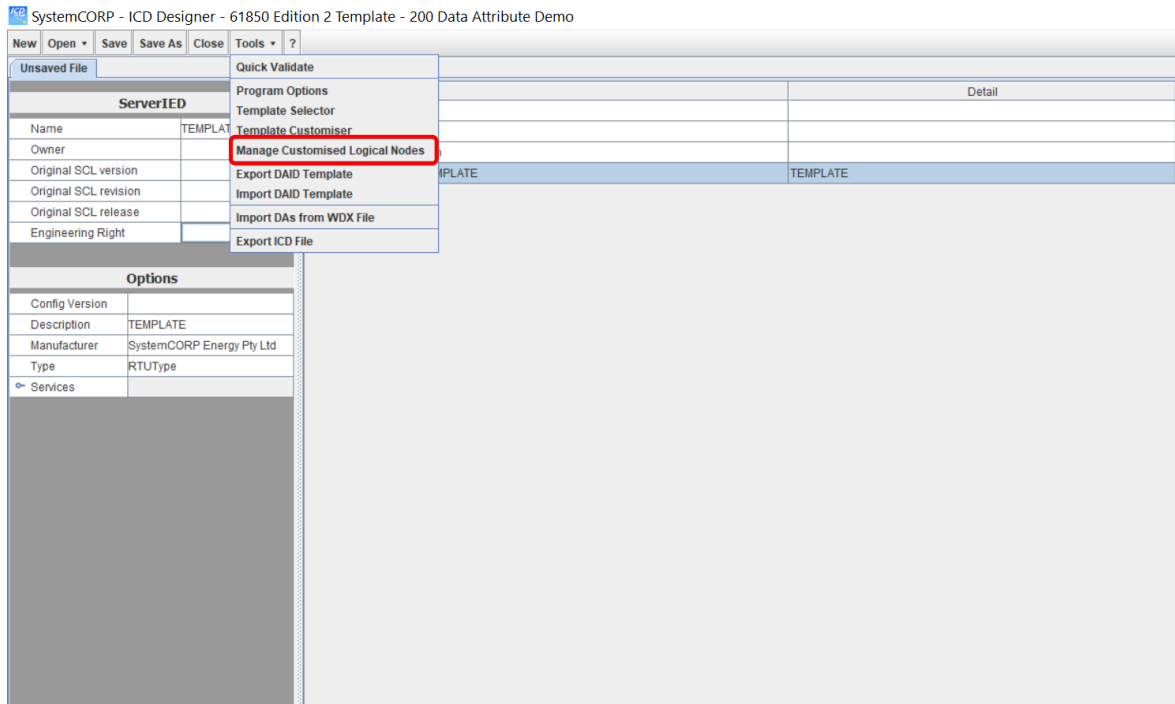 SystemCORP - ICD Designer - 61850 Edition 2 Template - 200 Data Attribute Demo
New Open Save Save As Close Tools ?
Unsaved File
Quick Validate
Program Options
Template Selector
Template Customiser
Manage Customised Logical Nodes
Export DAID Template
Import DAID Template
Import DAs from WDX File
Export ICD File
ServerIED
Name TEMPLAT
Owner
Original SCL version
Original SCL revision
Original SCL release
Engineering Right
Options
Config Version
Description TEMPLATE
Manufacturer SystemCORP Energy Pty Ltd
Type RTUType
Services
Detail
MPLATE TEMPLATE